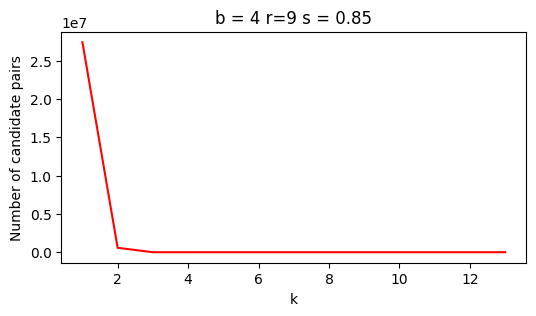 b = 4 r=9 s = 0.85
1e7
Number of candidate pairs
2.5
2.0
1.5
1.0
0.5
0.0
2 4 6 8 10 12
k